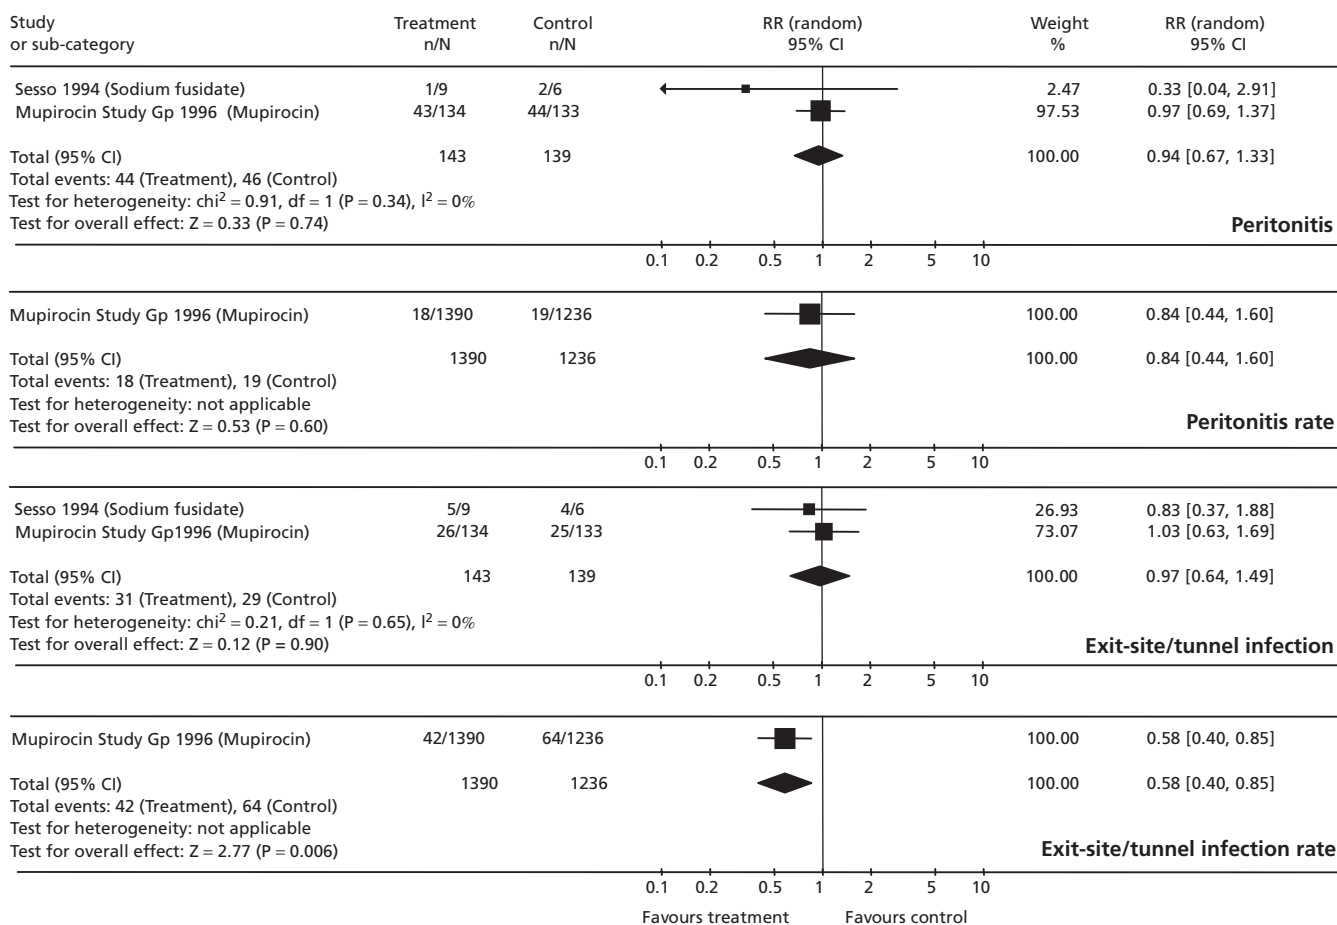 Study Treatment Control RR (random) Weight RR (random)
or sub-category n/N n/N 95% CI % 95% CI
Sesso 1994 (Sodium fusidate) 1/9 2/6 2.47 0.33 [0.04, 2.91]
Mupirocin Study Gp 1996 (Mupirocin) 43/134 44/133 97.53 0.97 [0.69, 1.37]
Total (95% CI) 143 139 100.00 0.94 [0.67, 1.33]
Total events: 44 (Treatment), 46 (Control)
Test for heterogeneity: chi² = 0.91, df = 1 (P = 0.34), I² = 0%
Test for overall effect: Z = 0.33 (P = 0.74) Peritonitis
0.1 0.2 0.5 1 2 5 10
Mupirocin Study Gp 1996 (Mupirocin) 18/1390 19/1236 100.00 0.84 [0.44, 1.60]
Total (95% CI) 1390 1236 100.00 0.84 [0.44, 1.60]
Total events: 18 (Treatment), 19 (Control)
Test for heterogeneity: not applicable
Test for overall effect: Z = 0.53 (P = 0.60) Peritonitis rate
0.1 0.2 0.5 1 2 5 10
Sesso 1994 (Sodium fusidate) 5/9 4/6 26.93 0.83 [0.37, 1.88]
Mupirocin Study Gp1996 (Mupirocin) 26/134 25/133 73.07 1.03 [0.63, 1.69]
Total (95% CI) 143 139 100.00 0.97 [0.64, 1.49]
Total events: 31 (Treatment), 29 (Control)
Test for heterogeneity: chi² = 0.21, df = 1 (P = 0.65), I² = 0%
Test for overall effect: Z = 0.12 (P = 0.90) Exit-site/tunnel infection
0.1 0.2 0.5 1 2 5 10
Mupirocin Study Gp 1996 (Mupirocin) 42/1390 64/1236 100.00 0.58 [0.40, 0.85]
Total (95% CI) 1390 1236 100.00 0.58 [0.40, 0.85]
Total events: 42 (Treatment), 64 (Control)
Test for heterogeneity: not applicable
Test for overall effect: Z = 2.77 (P = 0.006) Exit-site/tunnel infection rate
0.1 0.2 0.5 1 2 5 10
Favours treatment Favours control